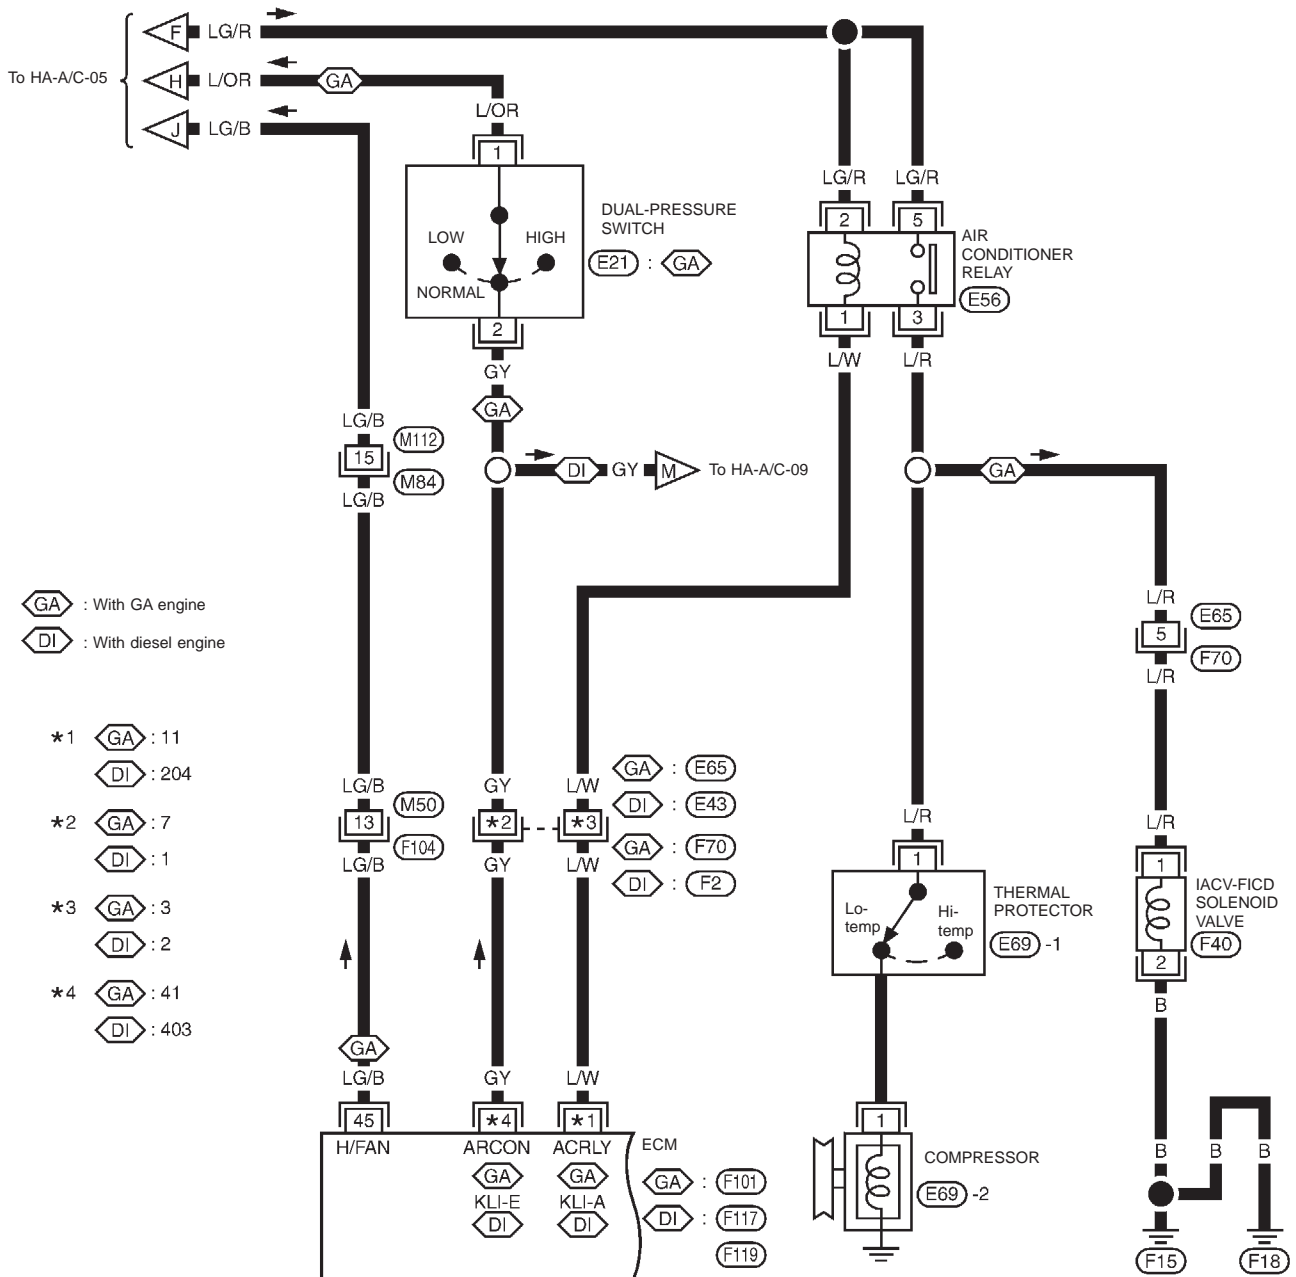 F LG/R
To HA-A/C-05
H L/OR GA
J LG/B
L/OR
1
DUAL-PRESSURE
SWITCH
LOW
HIGH
NORMAL
E21 : GA
2
GY
GA
DI GY M To HA-A/C-09
LG/R LG/R
2 5
AIR
CONDITIONER
RELAY
E56
1 3
L/W L/R
LG/B
15
M112
M84
LG/B
GA
L/R
5
E65
F70
L/R
GA : With GA engine
DI : With diesel engine
*1 GA : 11
DI : 204
*2 GA : 7
DI : 1
*3 GA : 3
DI : 2
*4 GA : 41
DI : 403
LG/B
13
M50
F104
LG/B
GY L/W
*2 *3
GY L/W
GA : E65
DI : E43
GA : F70
DI : F2
L/R
1
Lo-
temp
Hi-
temp
THERMAL
PROTECTOR
E69 -1
L/R
1
IACV-FICD
SOLENOID
VALVE
F40
2
B
GA
LG/B GY L/W
45 *4 *1
H/FAN ARCON ACRLY
GA GA
KLI-E KLI-A
DI DI
ECM
GA : F101
DI : F117
F119
1
COMPRESSOR
E69 -2
B B B
F15 F18